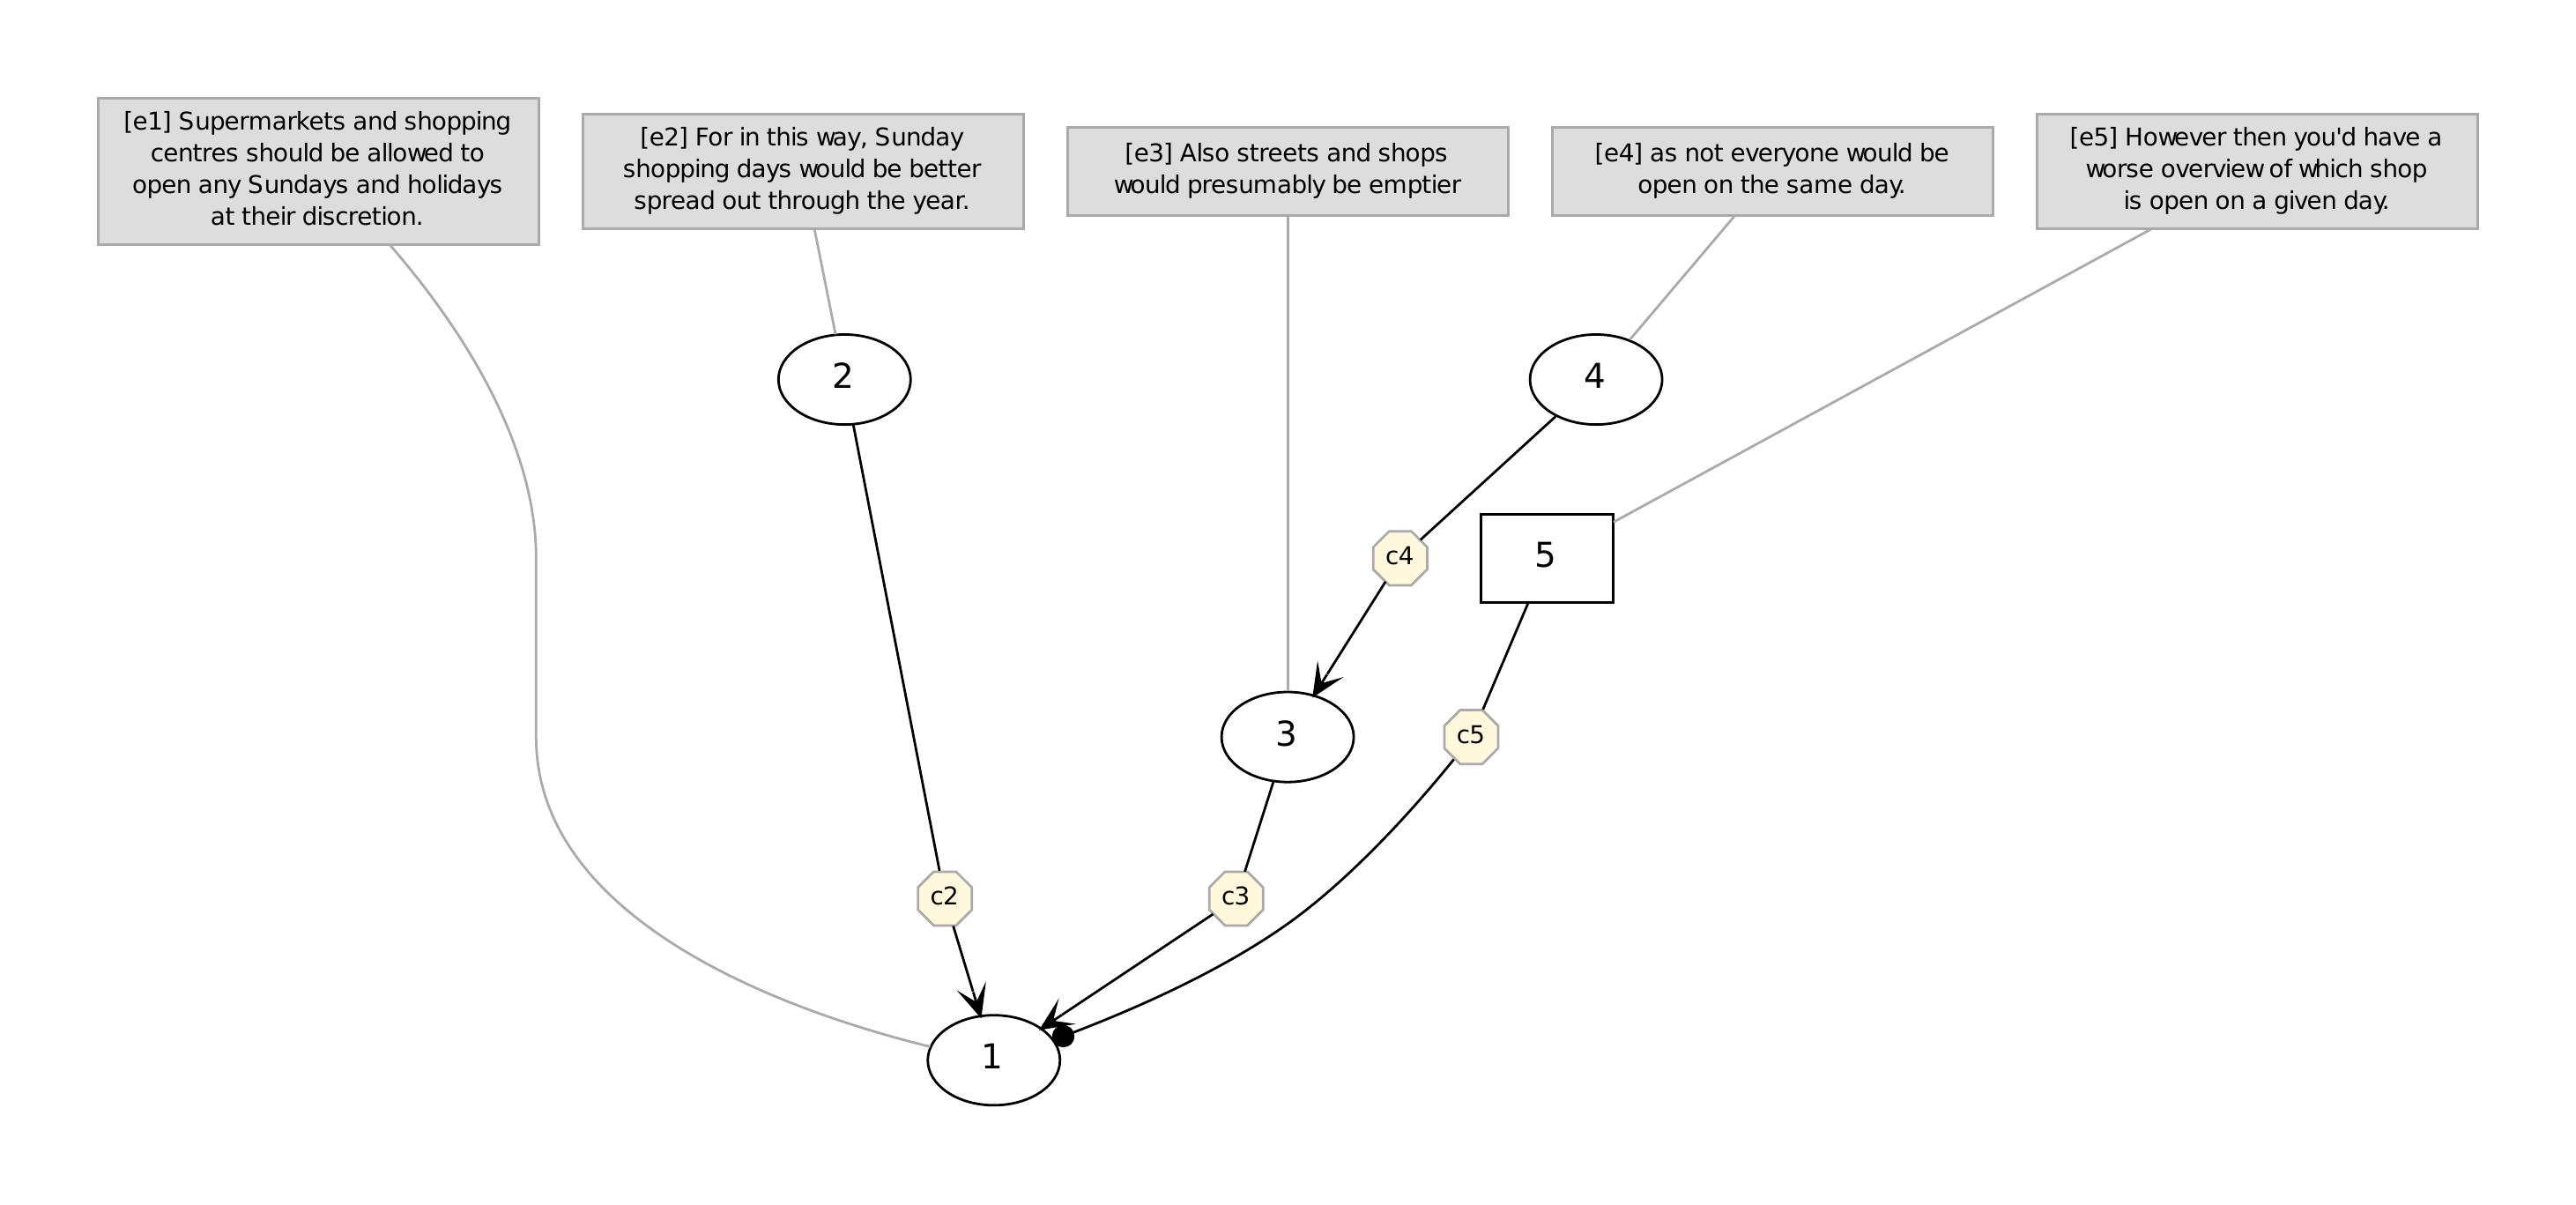 [e1] Supermarkets and shopping
centres should be allowed to
open any Sundays and holidays
at their discretion.
[e2] For in this way, Sunday
shopping days would be better
spread out through the year.
[e3] Also streets and shops
would presumably be emptier
[e4] as not everyone would be
open on the same day.
[e5] However then you'd have a
worse overview of which shop
is open on a given day.
2
4
c4
5
3
c5
c2
c3
1